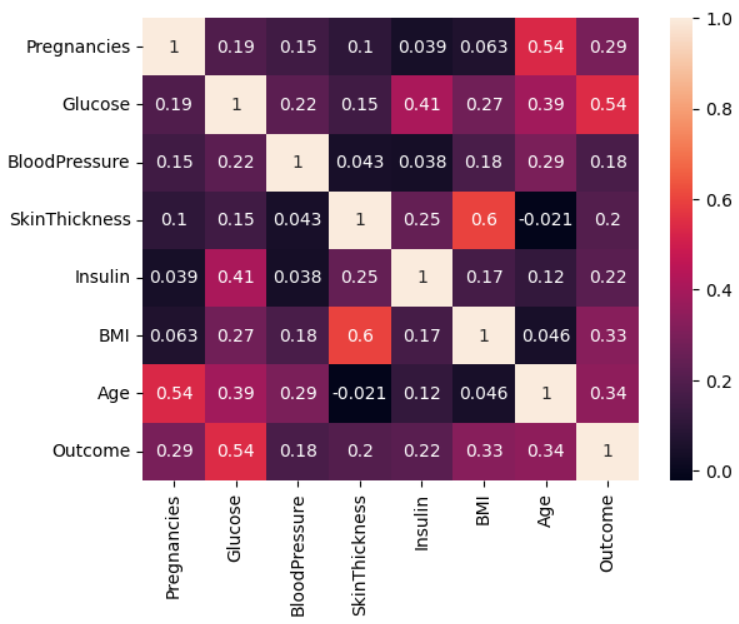 Pregnancies 1 0.19 0.15 0.1 0.039 0.063 0.54 0.29
Glucose 0.19 1 0.22 0.15 0.41 0.27 0.39 0.54
BloodPressure 0.15 0.22 1 0.043 0.038 0.18 0.29 0.18
SkinThickness 0.1 0.15 0.043 1 0.25 0.6 -0.021 0.2
Insulin 0.039 0.41 0.038 0.25 1 0.17 0.12 0.22
BMI 0.063 0.27 0.18 0.6 0.17 1 0.046 0.33
Age 0.54 0.39 0.29 -0.021 0.12 0.046 1 0.34
Outcome 0.29 0.54 0.18 0.2 0.22 0.33 0.34 1
Pregnancies
Glucose
BloodPressure
SkinThickness
Insulin
BMI
Age
Outcome
1.0
0.8
0.6
0.4
0.2
0.0